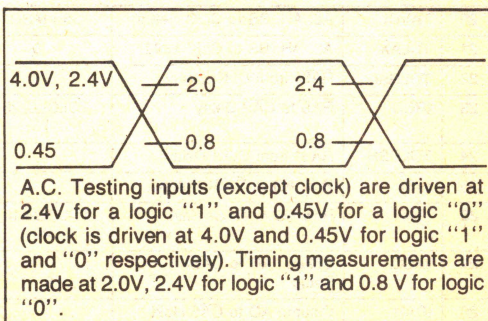 4.0V, 2.4V 2.0 2.4
0.8 0.8
0.45
A.C. Testing inputs (except clock) are driven at
2.4V for a logic ‘‘1’’ and 0.45V for a logic ‘‘0’’
(clock is driven at 4.0V and 0.45V for logic ‘‘1’’
and ‘‘0’’ respectively). Timing measurements are
made at 2.0V, 2.4V for logic ‘‘1’’ and 0.8 V for logic
‘‘0’’.